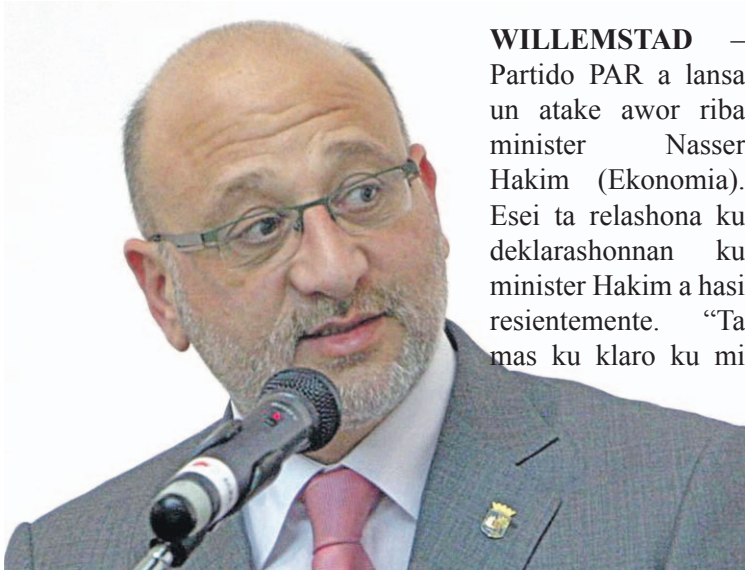 WILLEMSTAD –
Partido PAR a lansa
un atake awor riba
minister Nasser
Hakim (Ekonomia).
Esei ta relashona ku
deklarashonnan ku
minister Hakim a hasi
resientemente. “Ta
mas ku klaro ku mi